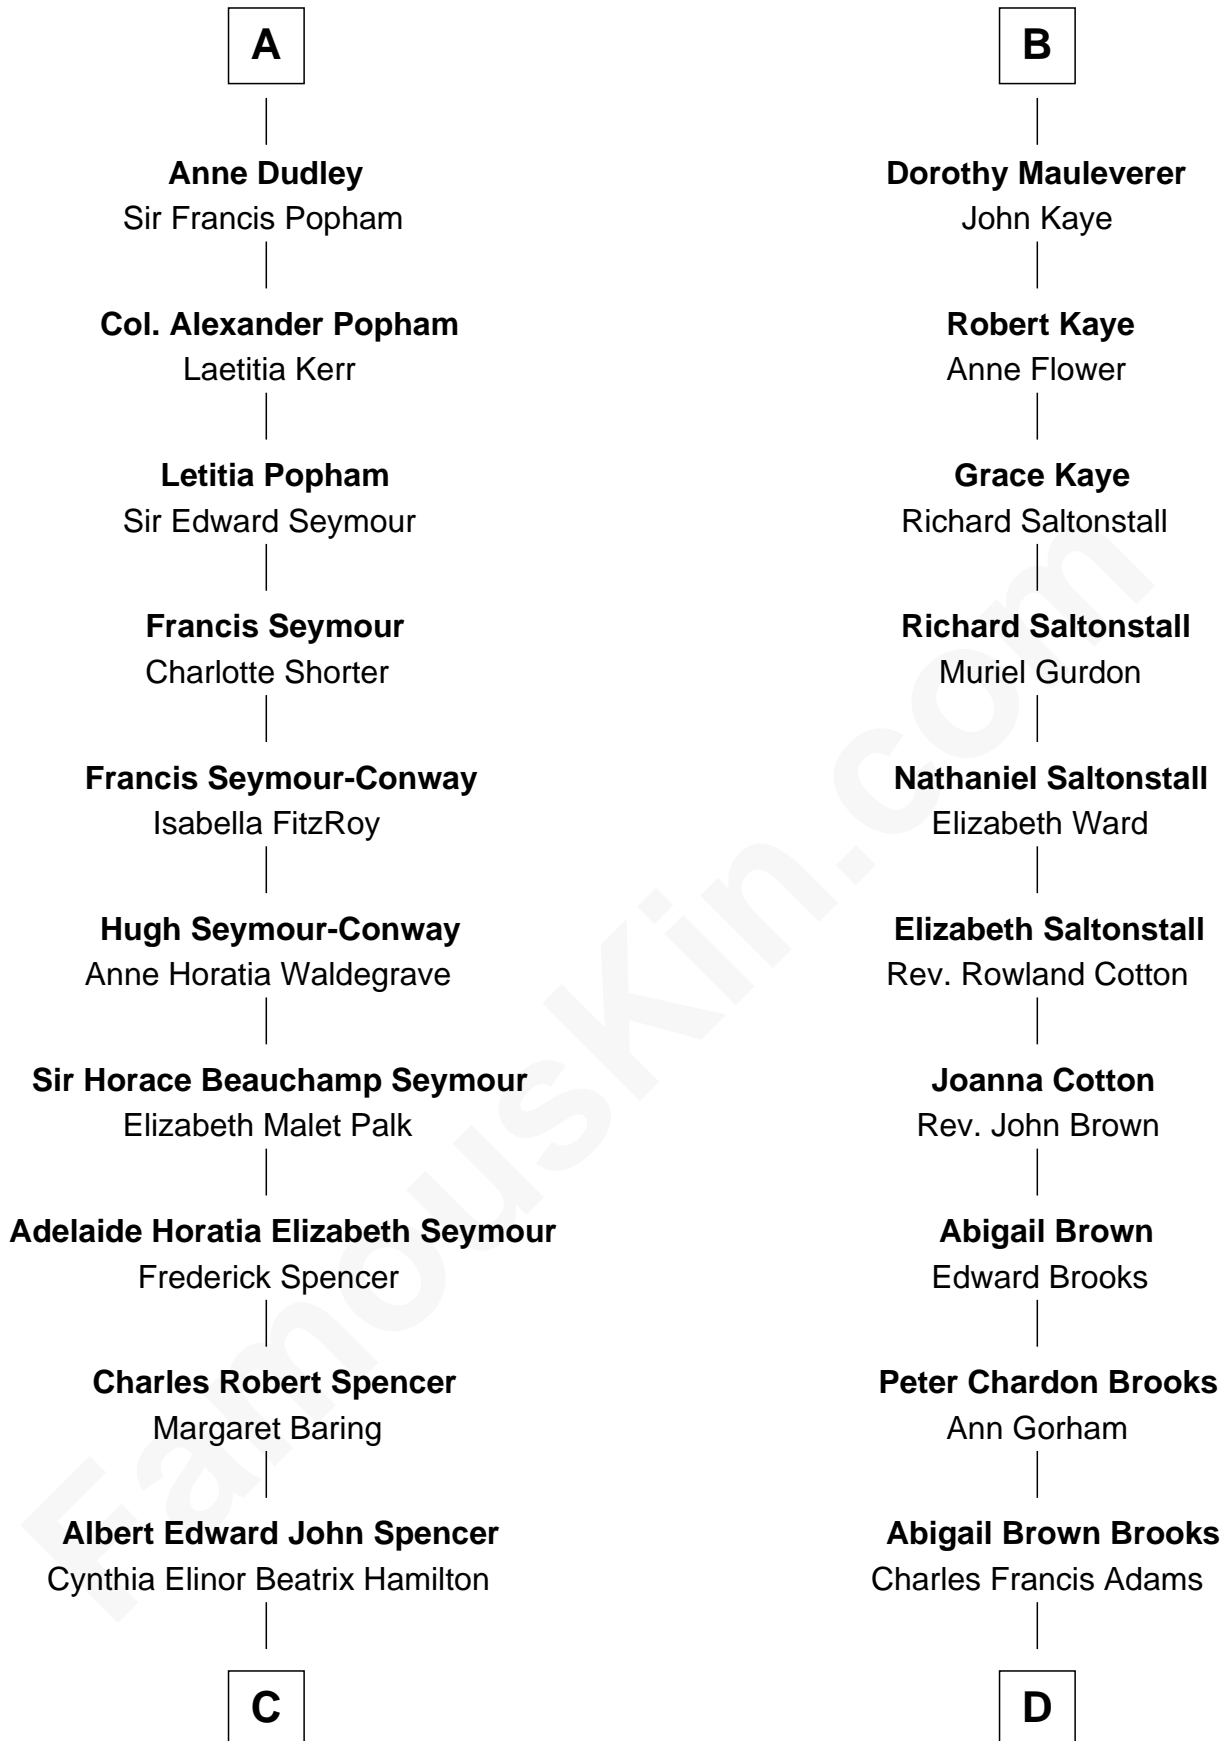 A
Anne Dudley
Sir Francis Popham
Col. Alexander Popham
Laetitia Kerr
Letitia Popham
Sir Edward Seymour
Francis Seymour
Charlotte Shorter
Francis Seymour-Conway
Isabella FitzRoy
Hugh Seymour-Conway
Anne Horatia Waldegrave
Sir Horace Beauchamp Seymour
Elizabeth Malet Palk
Adelaide Horatia Elizabeth Seymour
Frederick Spencer
Charles Robert Spencer
Margaret Baring
Albert Edward John Spencer
Cynthia Elinor Beatrix Hamilton
C
B
Dorothy Mauleverer
John Kaye
Robert Kaye
Anne Flower
Grace Kaye
Richard Saltonstall
Richard Saltonstall
Muriel Gurdon
Nathaniel Saltonstall
Elizabeth Ward
Elizabeth Saltonstall
Rev. Rowland Cotton
Joanna Cotton
Rev. John Brown
Abigail Brown
Edward Brooks
Peter Chardon Brooks
Ann Gorham
Abigail Brown Brooks
Charles Francis Adams
D
FamousKin.com